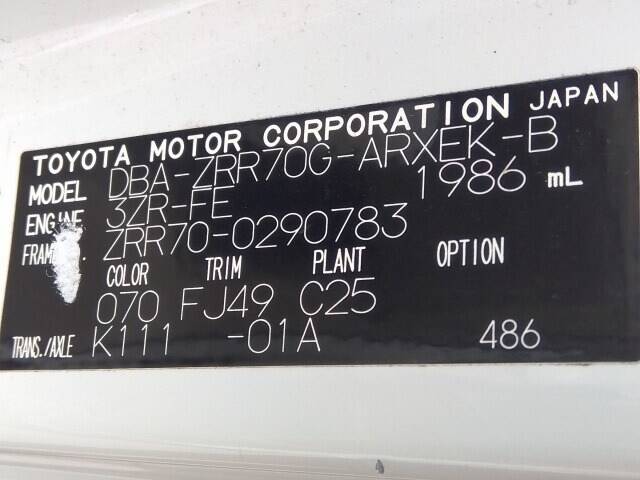 TOYOTA MOTOR CORPORATION JAPAN
MODEL DBA-ZRR70G-ARXEK-B
ENGINE 3ZR-FE 1986 mL
FRAM . ZRR70-0290783
COLOR TRIM PLANT OPTION
070 FJ49 C25
TRANS./AXLE K111 -01A 486